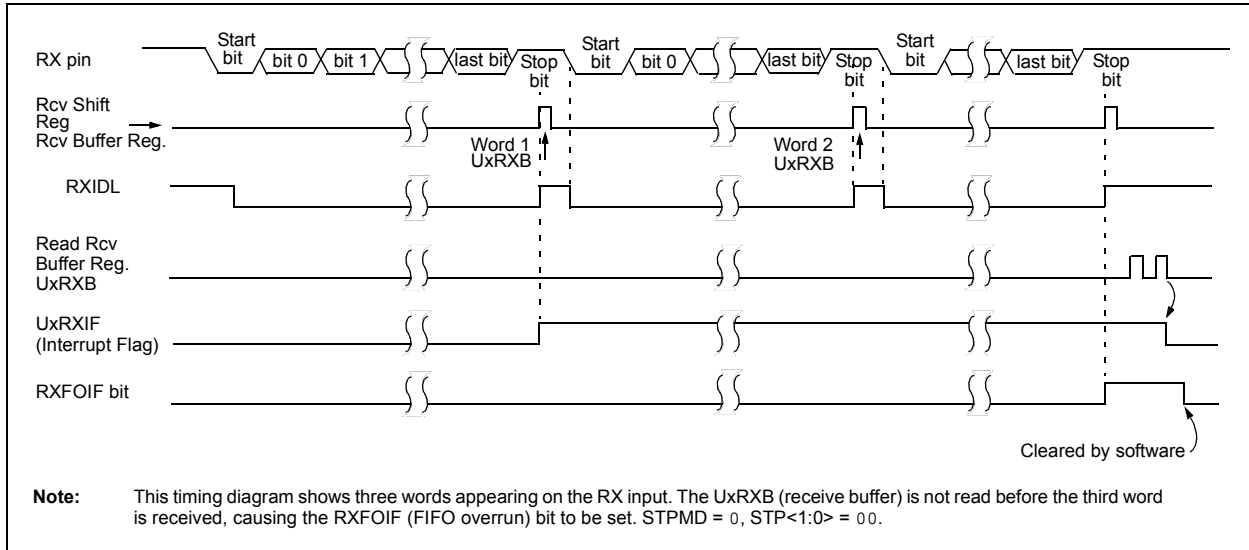 RX pin
Start
bit
bit 0
bit 1
last bit
Stop
bit
Start
bit
bit 0
last bit
Stop
bit
Start
bit
last bit
Stop
bit
Rcv Shift
Reg
Rcv Buffer Reg.
Word 1
UxRXB
Word 2
UxRXB
RXIDL
Read Rcv
Buffer Reg.
UxRXB
UxRXIF
(Interrupt Flag)
RXFOIF bit
Cleared by software
Note: This timing diagram shows three words appearing on the RX input. The UxRXB (receive buffer) is not read before the third word
is received, causing the RXFOIF (FIFO overrun) bit to be set. STPMD = 0, STP<1:0> = 00.